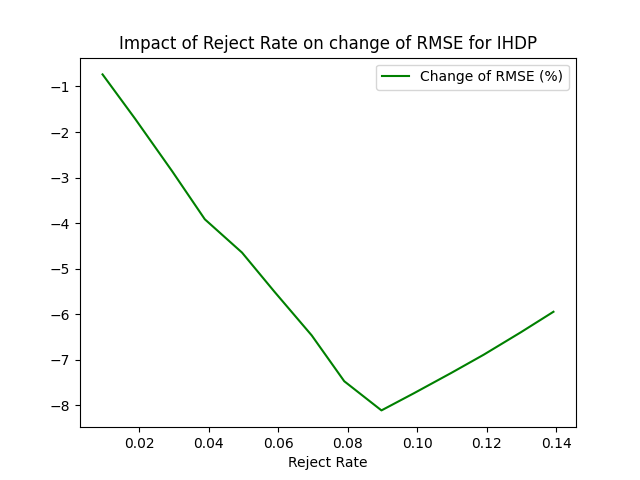 Impact of Reject Rate on change of RMSE for IHDP
Change of RMSE (%)
−1
−2
−3
−4
−5
−6
−7
−8
0.02 0.04 0.06 0.08 0.10 0.12 0.14
Reject Rate